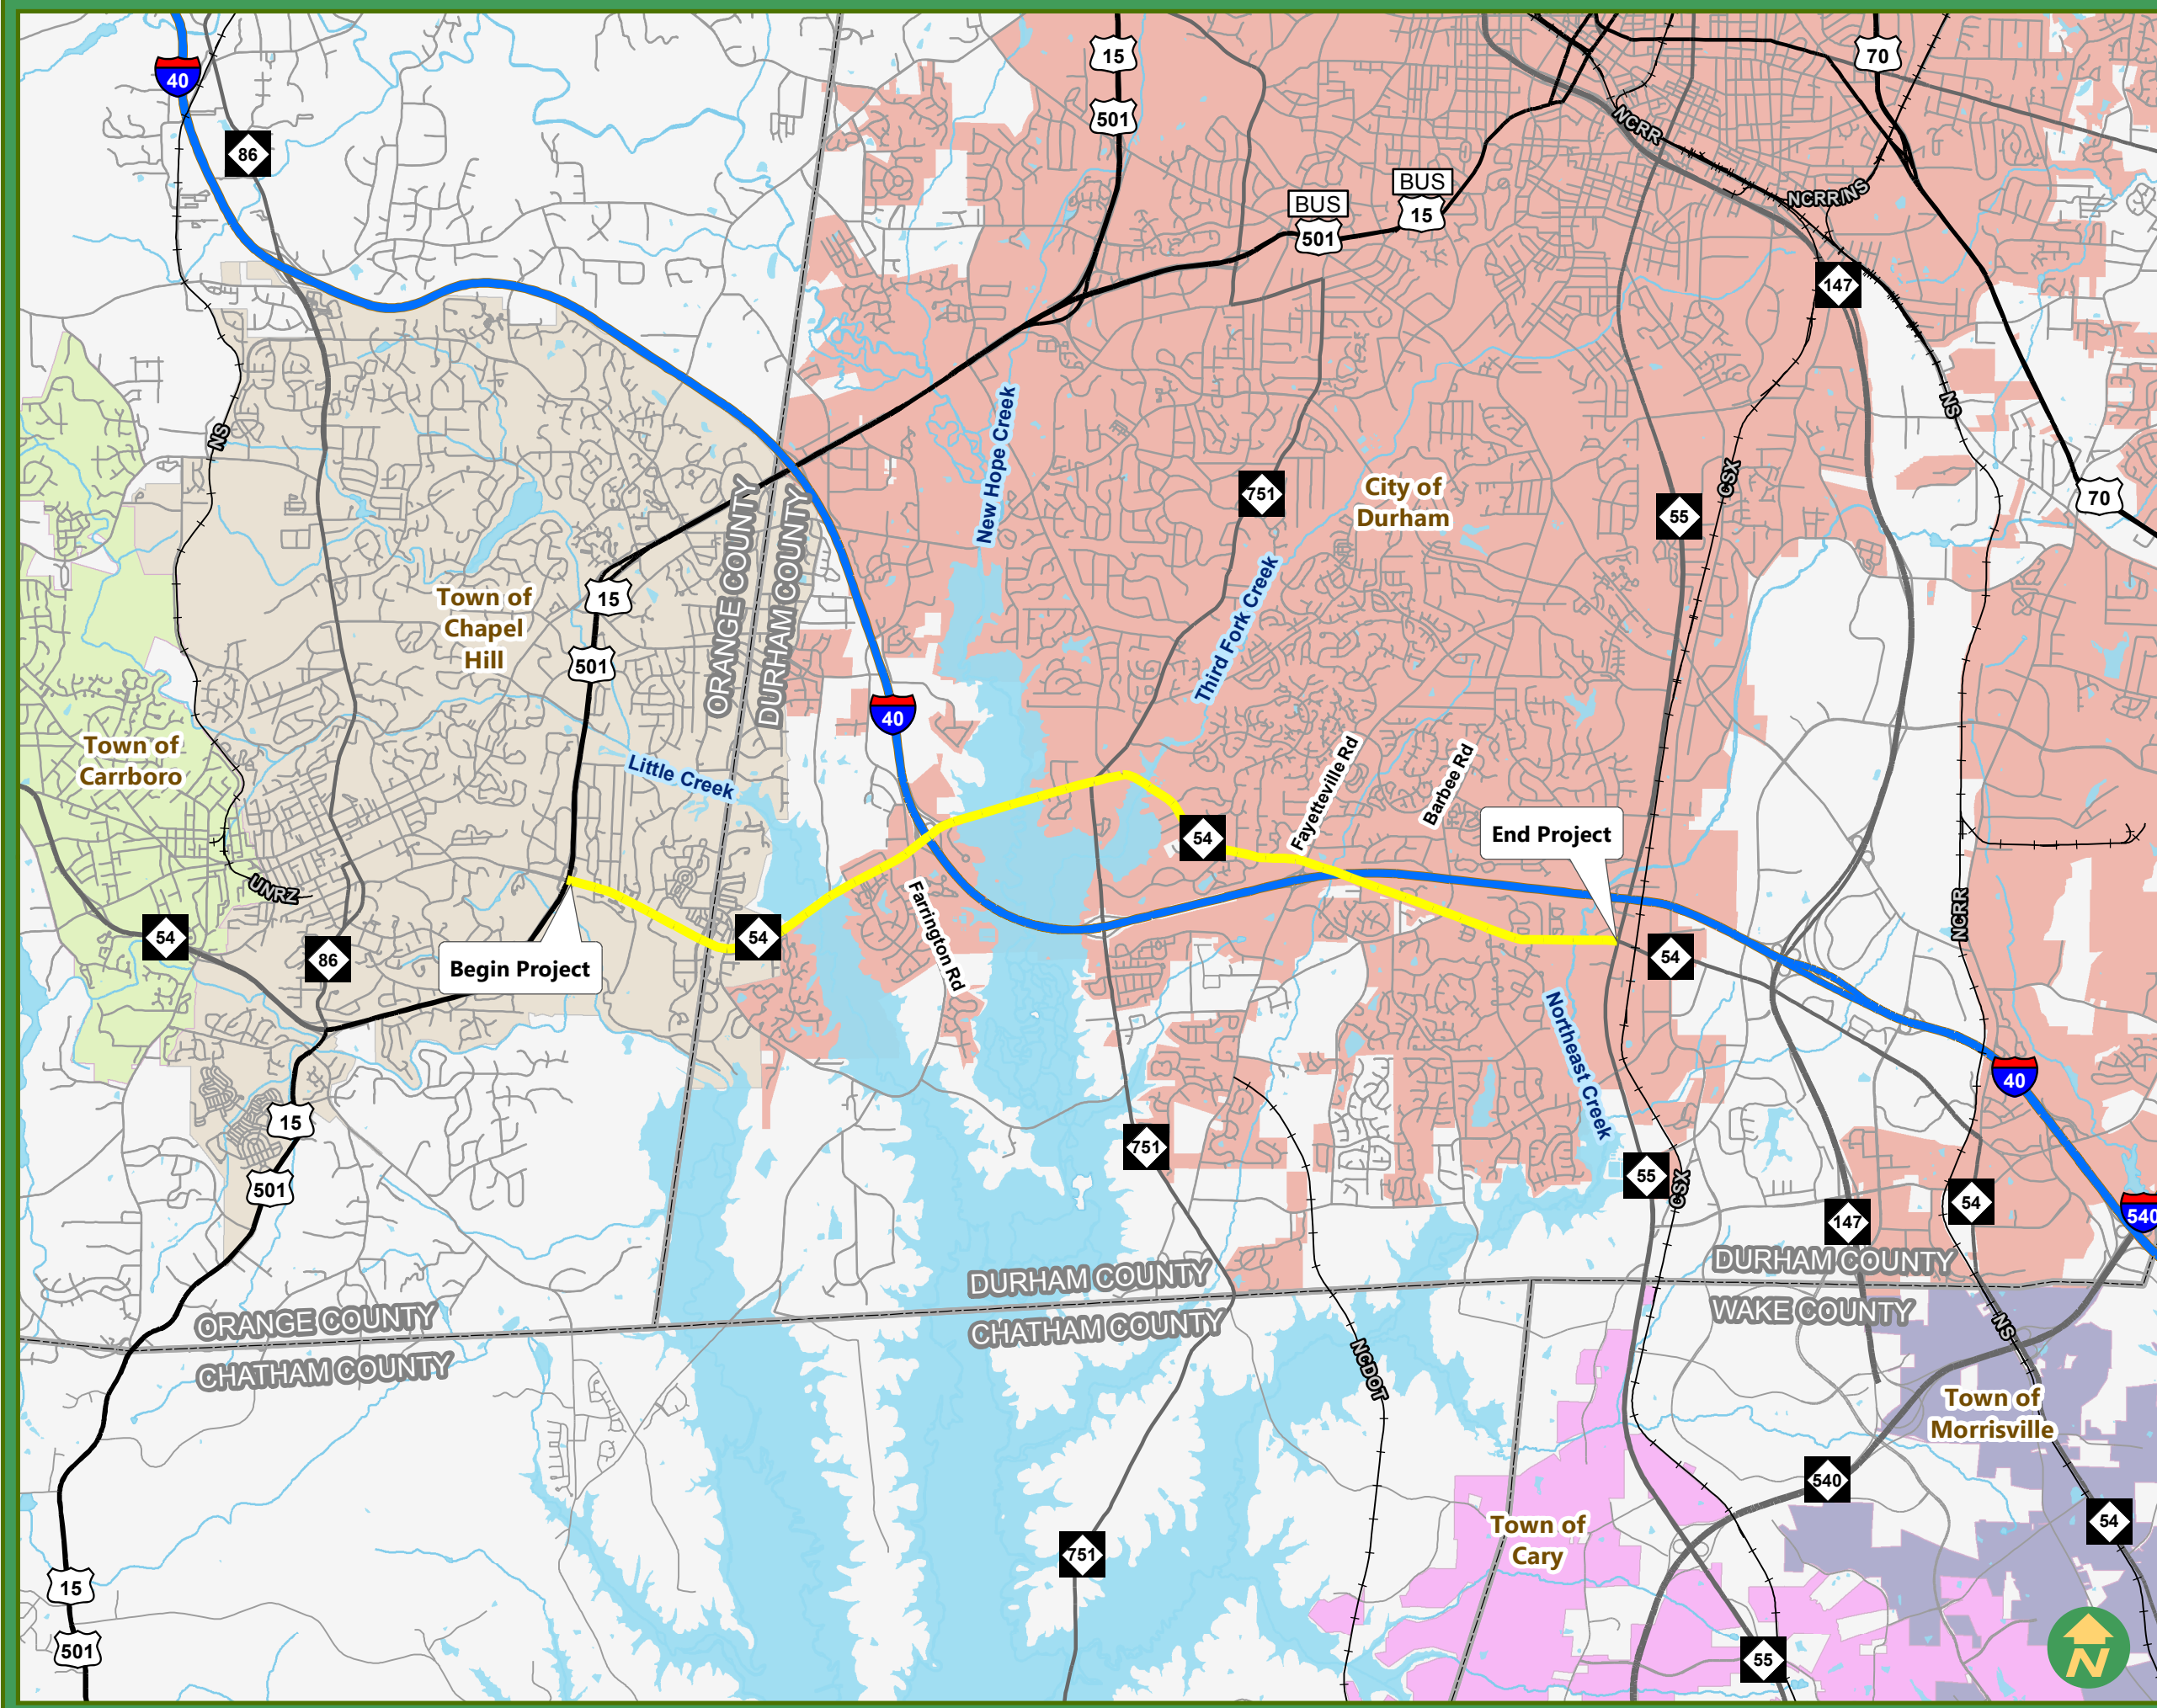 15
70
40
501
86
NCRR
BUS
15
NCRR/NS
BUS
501
147
NS
NS
New Hope Creek
751
City of
Durham
CSX
55
70
ORANGE COUNTY
DURHAM COUNTY
Town of
Chapel
Hill
15
501
Third Fork Creek
40
Town of
Carrboro
Little Creek
Fayetteville Rd
Barbee Rd
54
End Project
UNRZ
Farrington Rd
NCRR
54
86
Begin Project
54
54
Northeast Creek
40
15
751
55
CSX
501
54
147
540
DURHAM COUNTY
DURHAM COUNTY
ORANGE COUNTY
CHATHAM COUNTY
WAKE COUNTY
CHATHAM COUNTY
NS
NCDOT
Town of
Morrisville
540
54
Town of
Cary
751
15
501
55
N